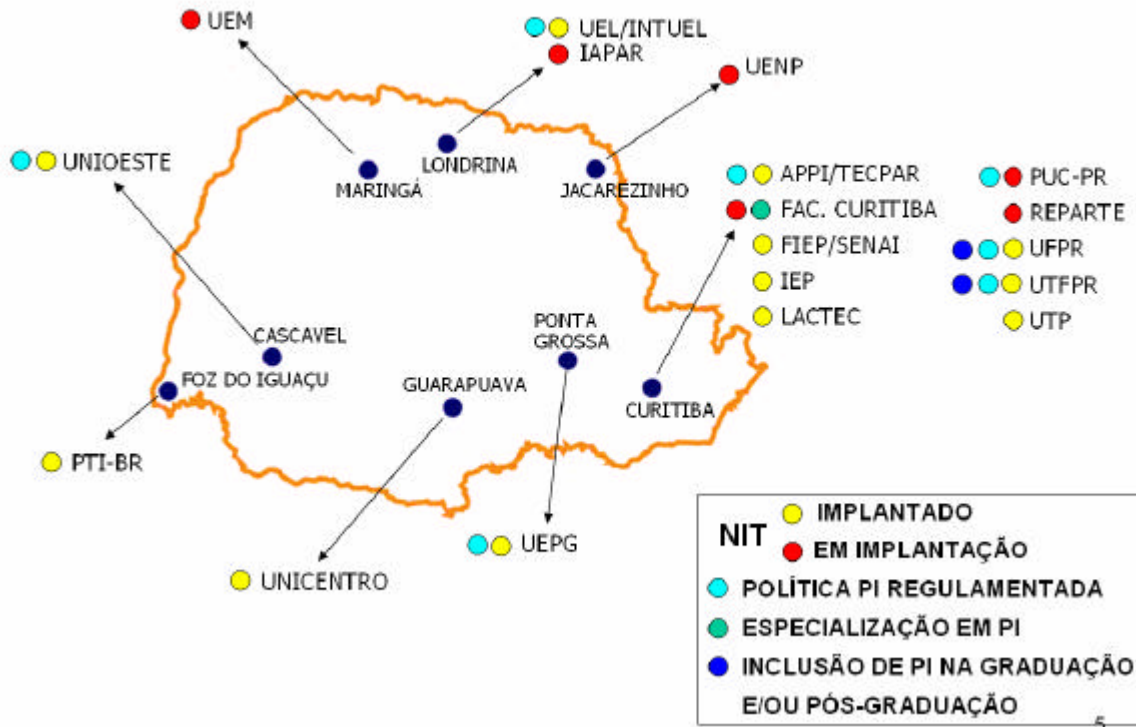 UEM
UEL/INTUEL
IAPAR
UENP
UNIOESTE
LONDRINA
MARINGÁ
JACAREZINHO
APPI/TECPAR
FAC. CURITIBA
FIEP/SENAI
IEP
LACTEC
PUC-PR
REPARTE
UFPR
UTFPR
UTP
CASCAVEL
FOZ DO IGUAÇU
PONTA
GROSSA
GUARAPUAVA
CURITIBA
PTI-BR
UNICENTRO
UEPG
NIT
IMPLANTADO
EM IMPLANTAÇÃO
POLÍTICA PI REGULAMENTADA
ESPECIALIZAÇÃO EM PI
INCLUSÃO DE PI NA GRADUAÇÃO
E/OU PÓS-GRADUAÇÃO